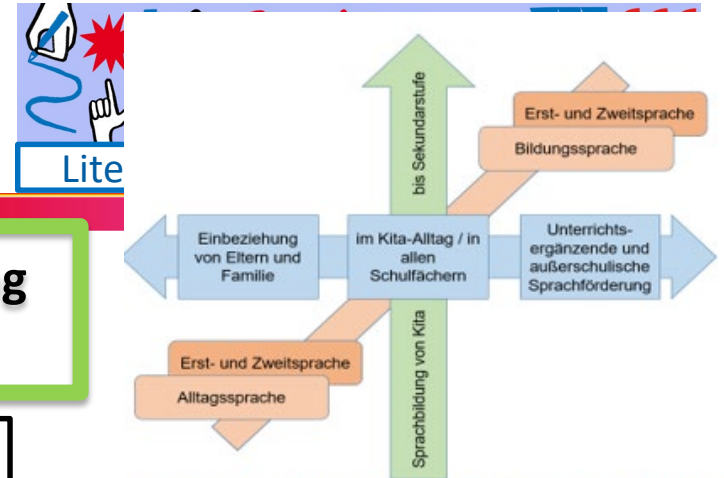 bis Sekundarstufe
Erst- und Zweitsprache
Bildungssprache
Einbeziehung
von Eltern und
Familie
im Kita-Alltag / in
allen
Schulfächern
Unterrichts-
ergänzende und
außerschulische
Sprachförderung
Erst- und Zweitsprache
Alltagssprache
Sprachbildung von Kita